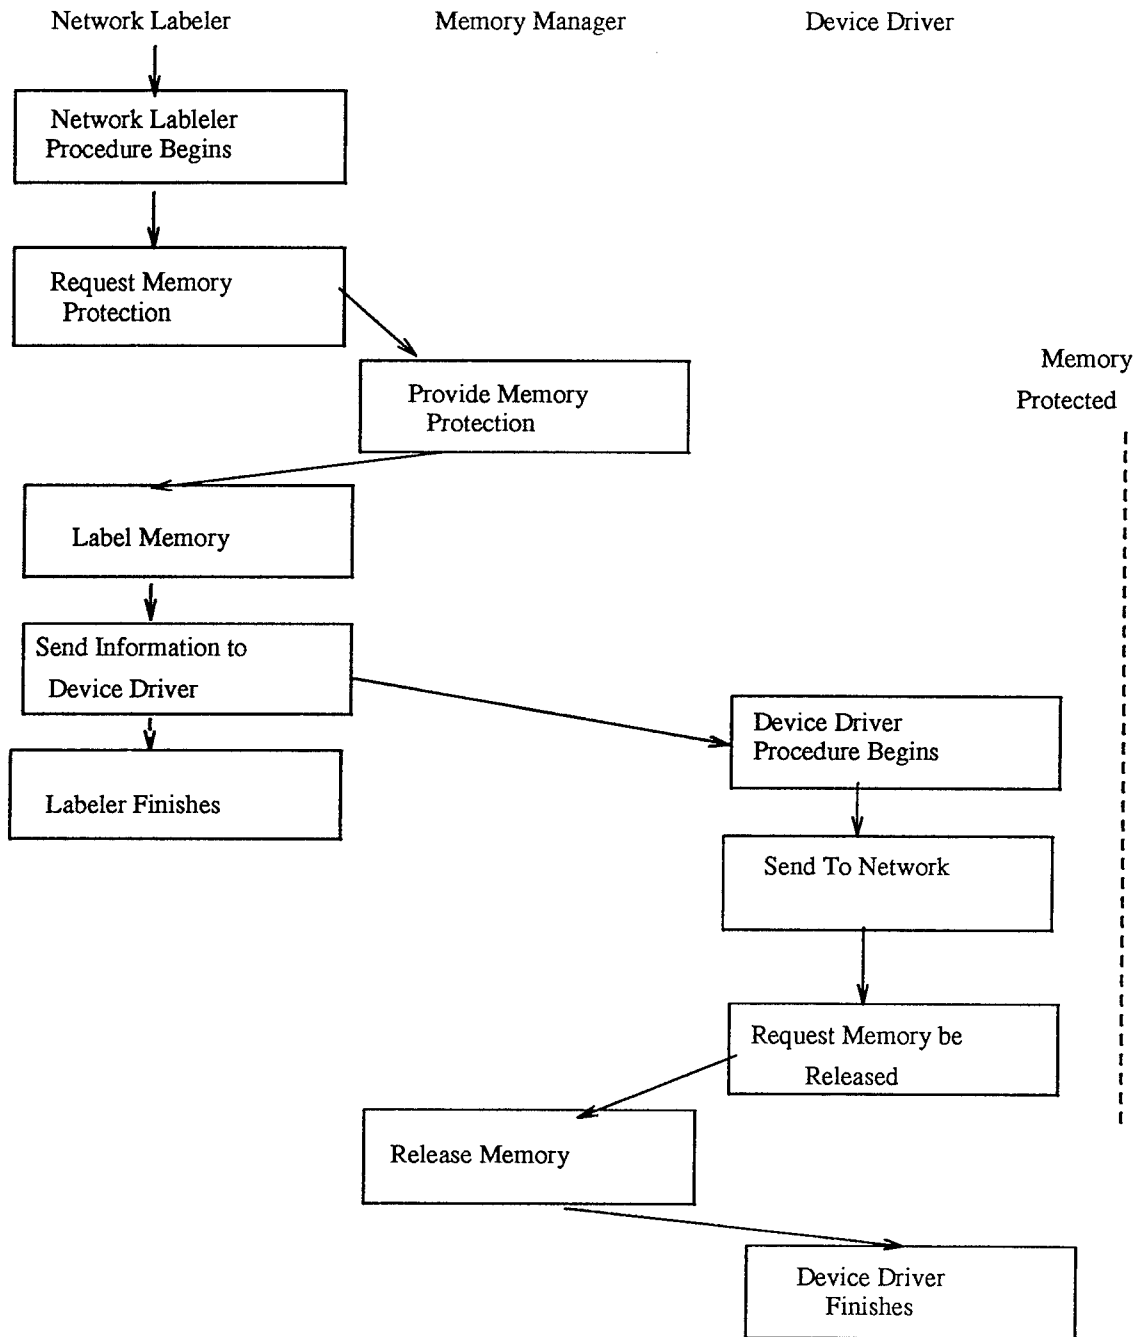 Network Labeler
Memory Manager
Device Driver
Network Lableler
Procedure Begins
Request Memory
Protection
Memory
Protected
Provide Memory
Protection
Label Memory
Send Information to
Device Driver
Device Driver
Procedure Begins
Labeler Finishes
Send To Network
Request Memory be
Released
Release Memory
Device Driver
Finishes